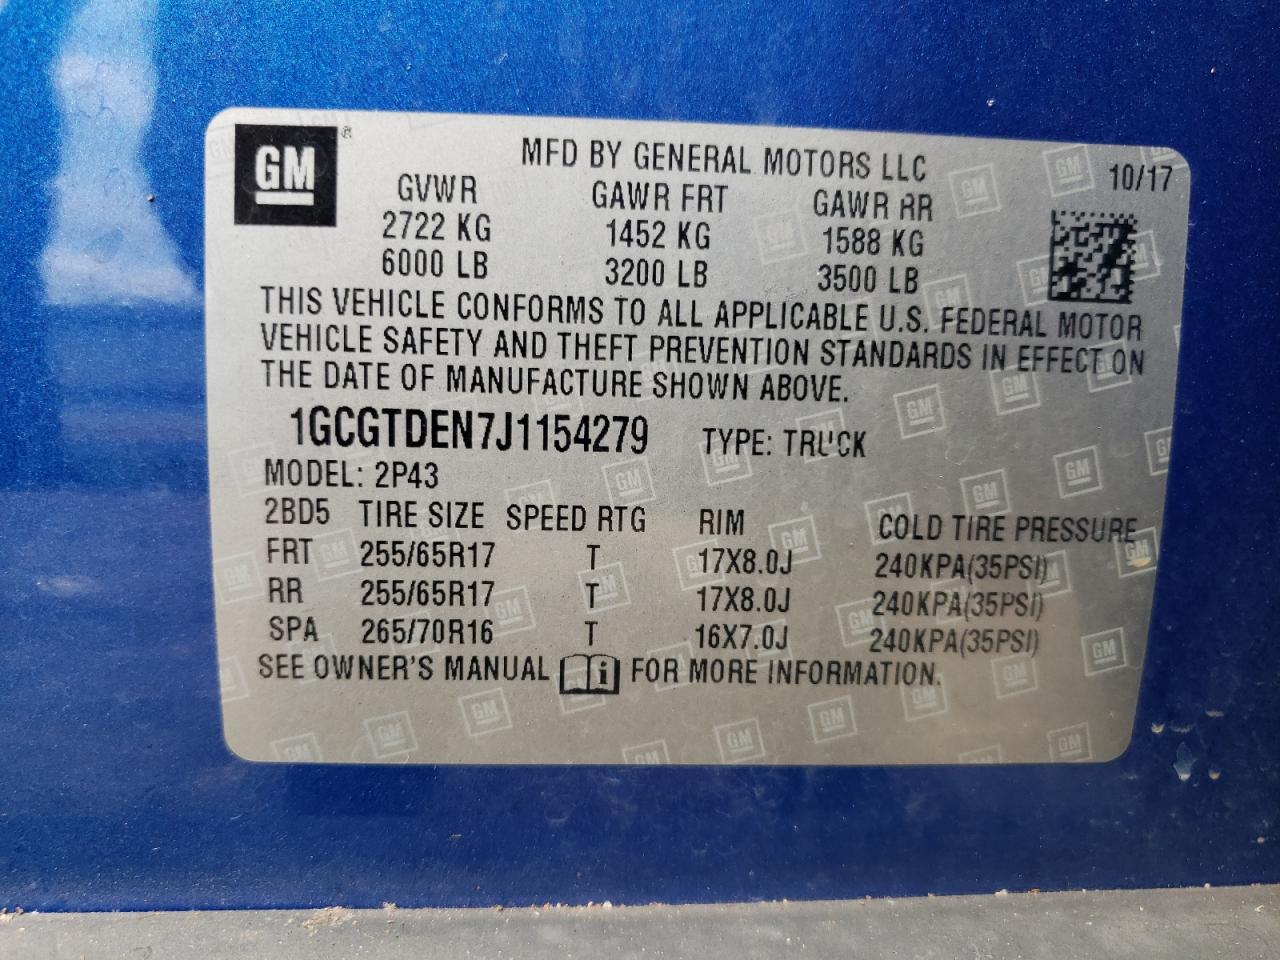 GM®
MFD BY GENERAL MOTORS LLC 10/17
GVWR GAWR FRT GAWR RR
2722 KG 1452 KG 1588 KG
6000 LB 3200 LB 3500 LB
THIS VEHICLE CONFORMS TO ALL APPLICABLE U.S. FEDERAL MOTOR
VEHICLE SAFETY AND THEFT PREVENTION STANDARDS IN EFFECT ON
THE DATE OF MANUFACTURE SHOWN ABOVE.
1GCGTDEN7J1154279 TYPE: TRUCK
MODEL: 2P43
2BD5 TIRE SIZE SPEED RTG RIM COLD TIRE PRESSURE
FRT 255/65R17 T 17X8.0J 240KPA(35PSI)
RR 255/65R17 T 17X8.0J 240KPA(35PSI)
SPA 265/70R16 T 16X7.0J 240KPA(35PSI)
SEE OWNER'S MANUAL i FOR MORE INFORMATION.